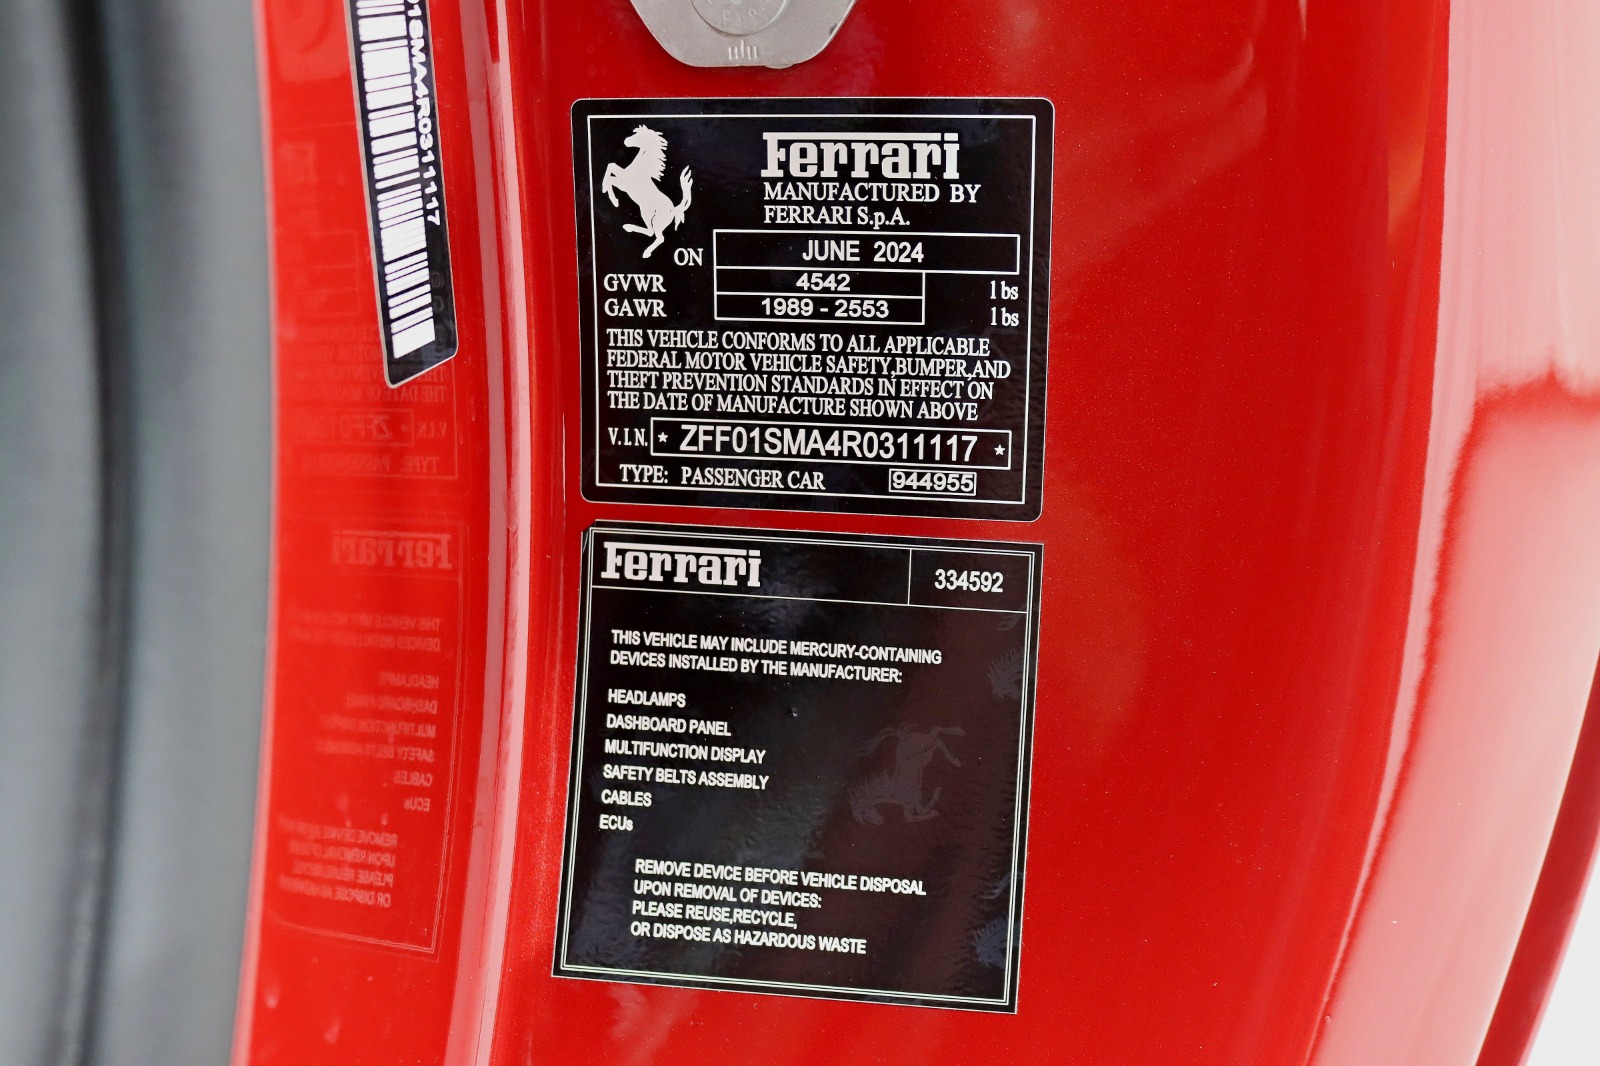 01SMA4R0311117
Ferrari
MANUFACTURED BY
FERRARI S.p.A.
ON JUNE 2024
GVWR 4542 lbs
GAWR 1989 - 2553 lbs
THIS VEHICLE CONFORMS TO ALL APPLICABLE
FEDERAL MOTOR VEHICLE SAFETY,BUMPER,AND
THEFT PREVENTION STANDARDS IN EFFECT ON
THE DATE OF MANUFACTURE SHOWN ABOVE
V.I.N. * ZFF01SMA4R0311117 *
TYPE: PASSENGER CAR 944955
Ferrari 334592
THIS VEHICLE MAY INCLUDE MERCURY-CONTAINING
DEVICES INSTALLED BY THE MANUFACTURER:
HEADLAMPS
DASHBOARD PANEL
MULTIFUNCTION DISPLAY
SAFETY BELTS ASSEMBLY
CABLES
ECUs
REMOVE DEVICE BEFORE VEHICLE DISPOSAL
UPON REMOVAL OF DEVICES:
PLEASE REUSE,RECYCLE,
OR DISPOSE AS HAZARDOUS WASTE